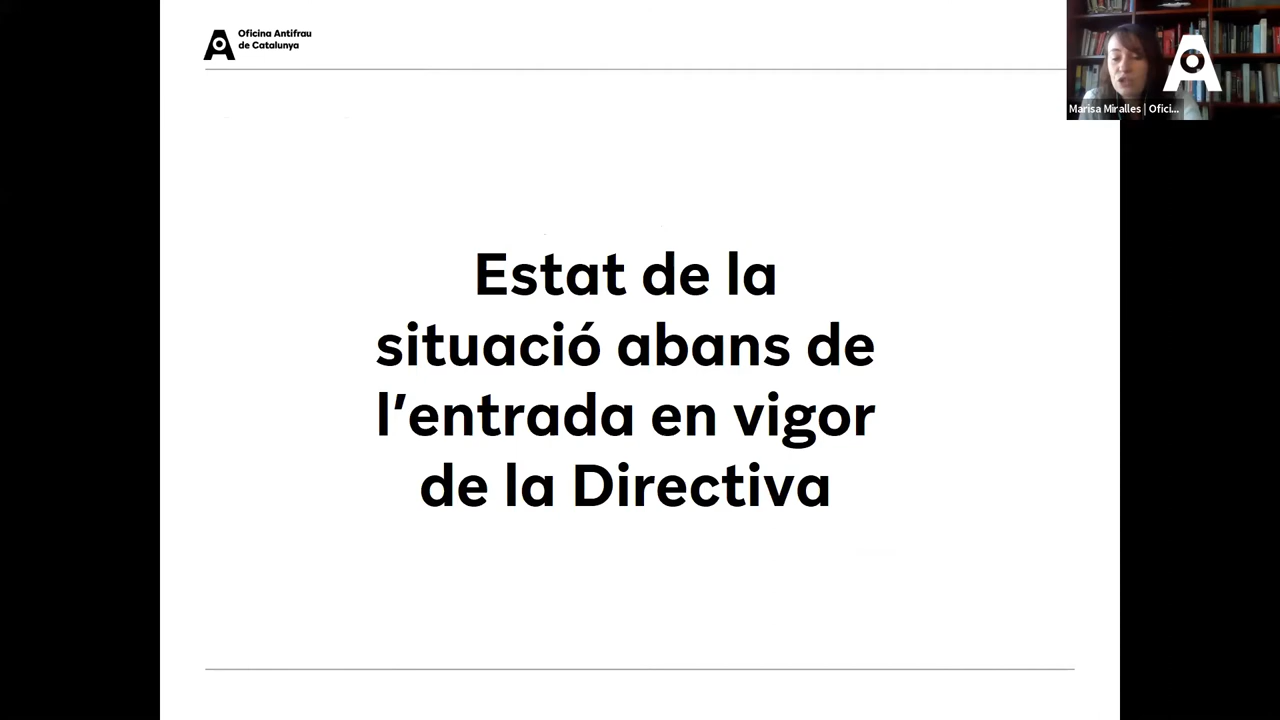 Oficina Antifrau
de Catalunya
Marisa Miralles | Ofici...
Estat de la
situació abans de
l’entrada en vigor
de la Directiva